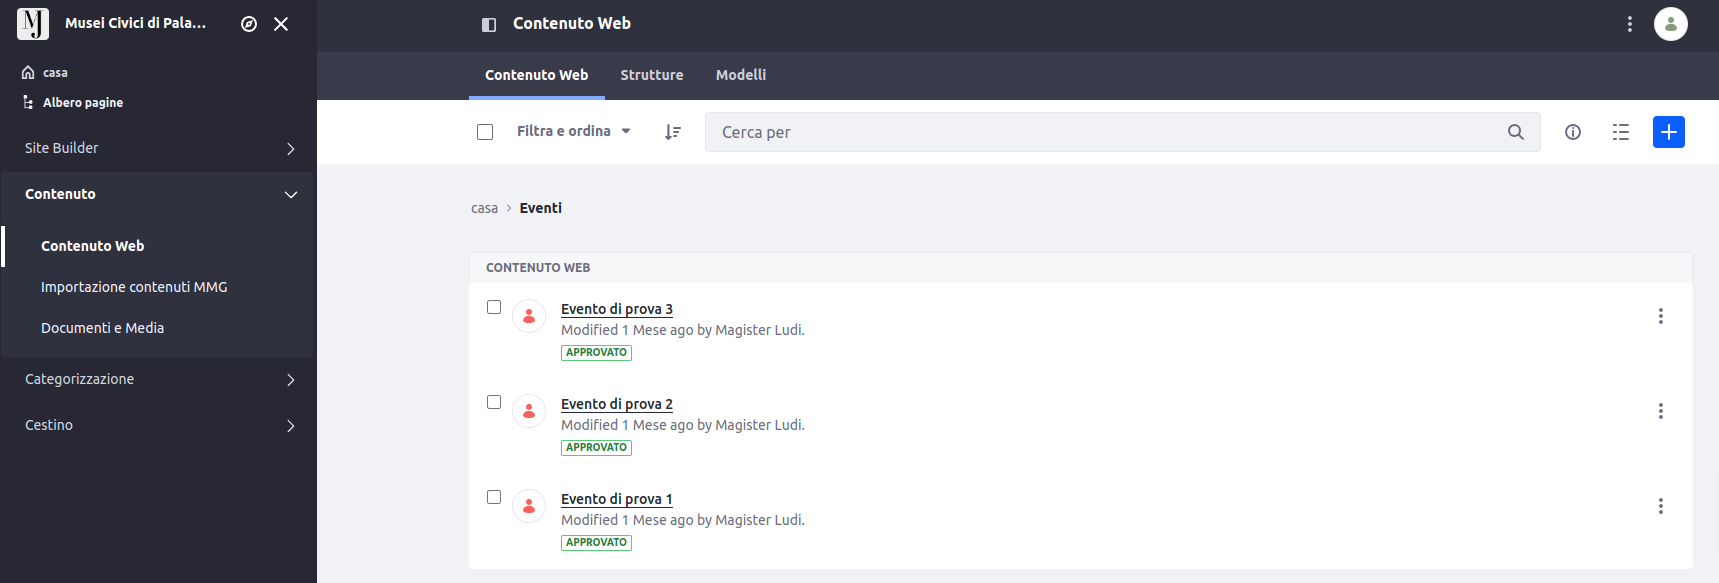 MJ
Musei Civici di Pala...
casa
Albero pagine
Site Builder
Contenuto
Contenuto Web
Importazione contenuti MMG
Documenti e Media
Categorizzazione
Cestino
Contenuto Web
Contenuto Web Strutture Modelli
Filtra e ordina Cerca per
casa > Eventi
CONTENUTO WEB
Evento di prova 3
Modified 1 Mese ago by Magister Ludi.
APPROVATO
Evento di prova 2
Modified 1 Mese ago by Magister Ludi.
APPROVATO
Evento di prova 1
Modified 1 Mese ago by Magister Ludi.
APPROVATO